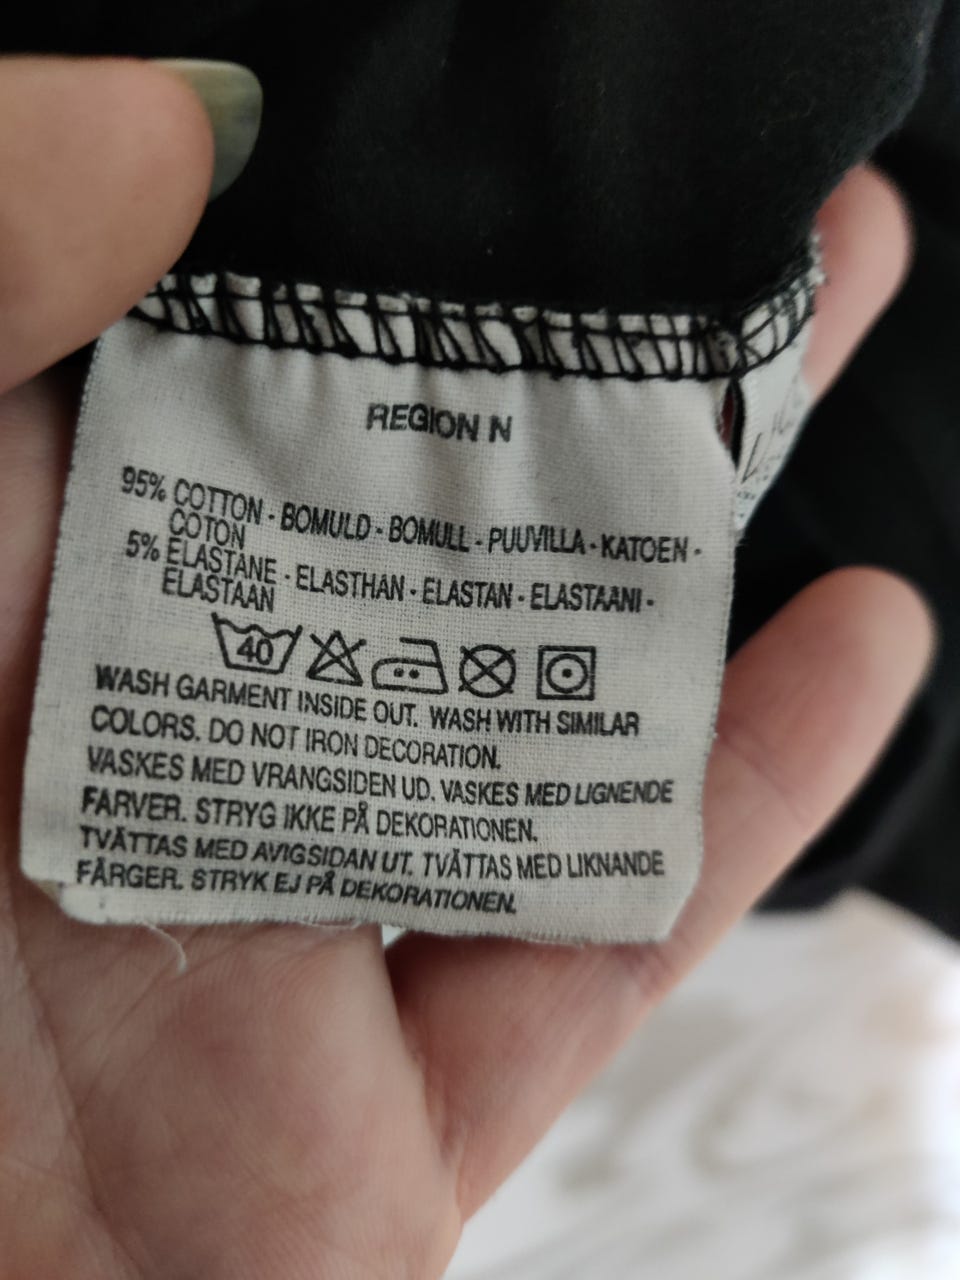 REGION N
95% COTTON - BOMULD - BOMULL - PUUVILLA - KATOEN -
COTON
5% ELASTANE - ELASTHAN - ELASTAN - ELASTAANI -
ELASTAAN
40
WASH GARMENT INSIDE OUT. WASH WITH SIMILAR
COLORS. DO NOT IRON DECORATION.
VASKES MED VRANGSIDEN UD. VASKES MED LIGNENDE
FARVER. STRYG IKKE PÅ DEKORATIONEN.
TVÄTTAS MED AVIGSIDAN UT. TVÄTTAS MED LIKNANDE
FÄRGER. STRYK EJ PÅ DEKORATIONEN.